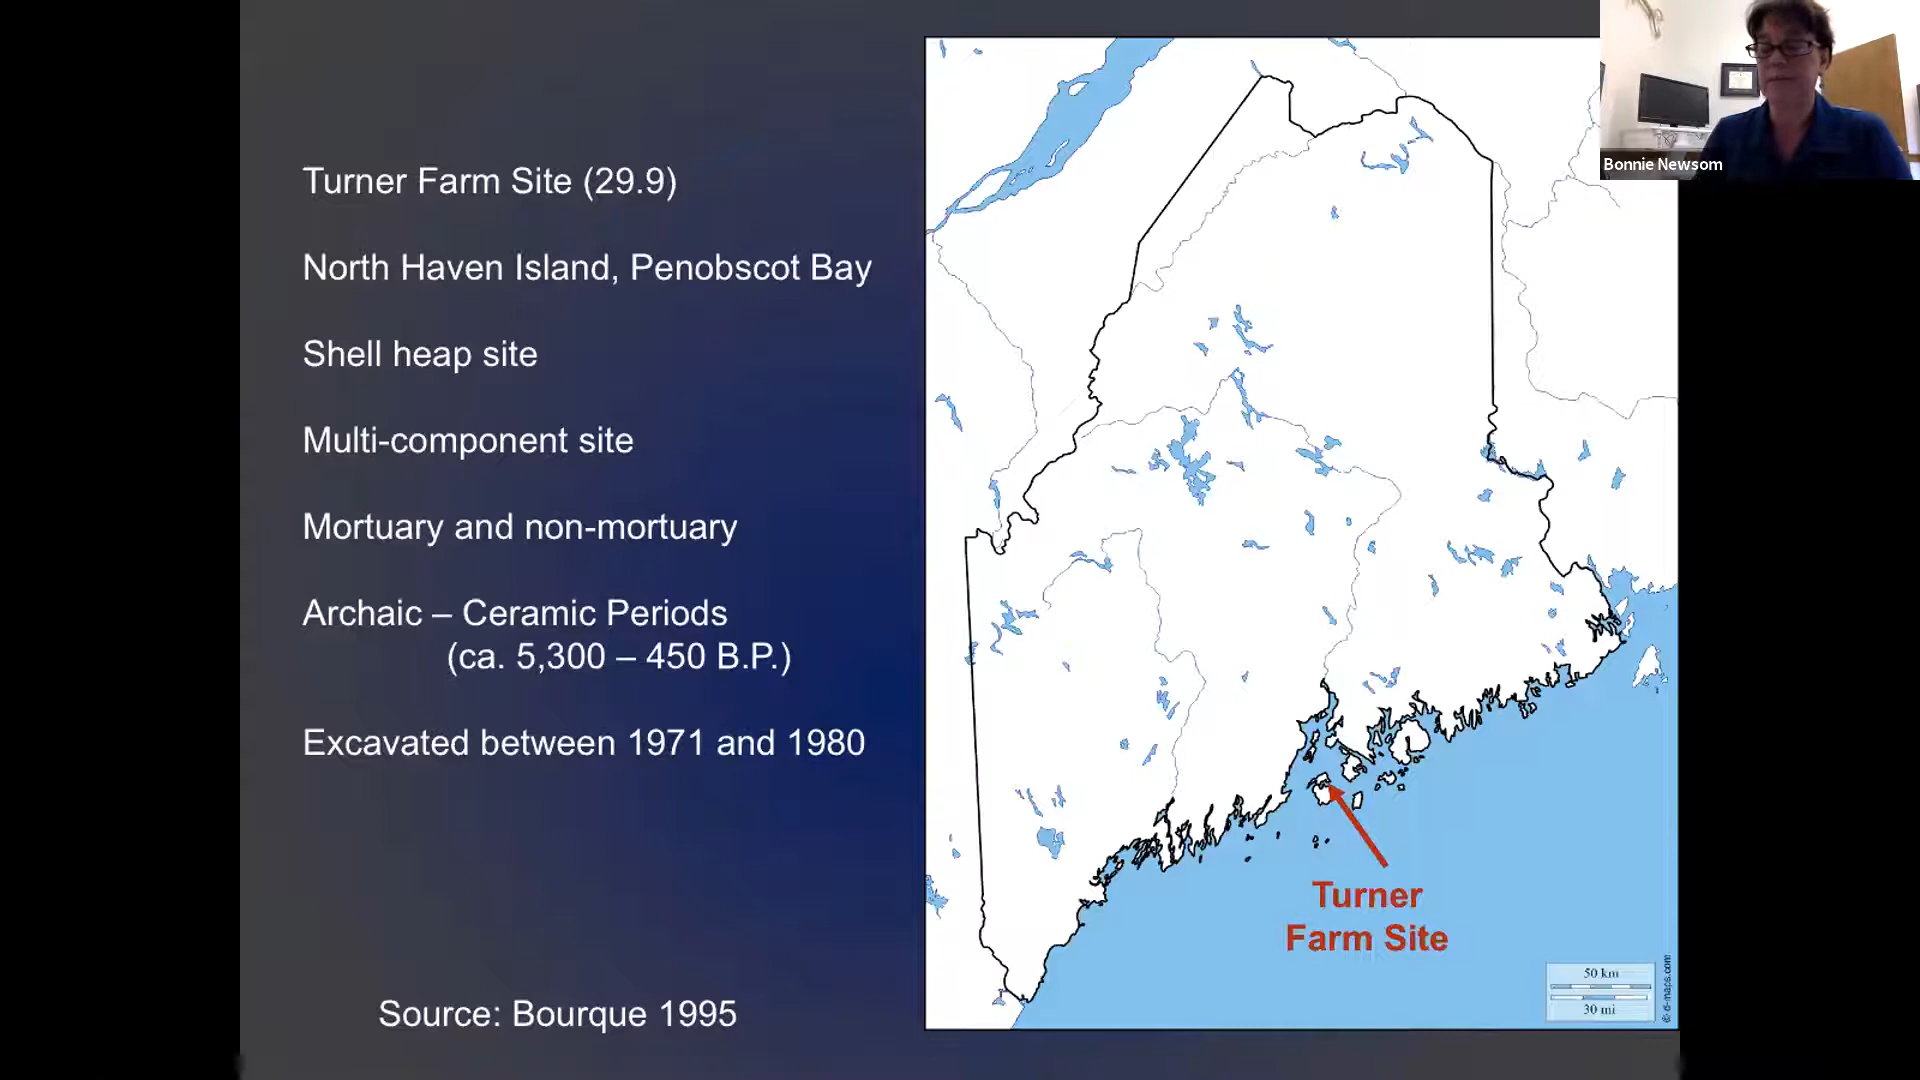 Turner Farm Site (29.9)
North Haven Island, Penobscot Bay
Shell heap site
Multi-component site
Mortuary and non-mortuary
Archaic – Ceramic Periods
(ca. 5,300 – 450 B.P.)
Excavated between 1971 and 1980
Source: Bourque 1995
Turner
Farm Site
50 km
30 mi
© e-maps.com
Bonnie Newsom